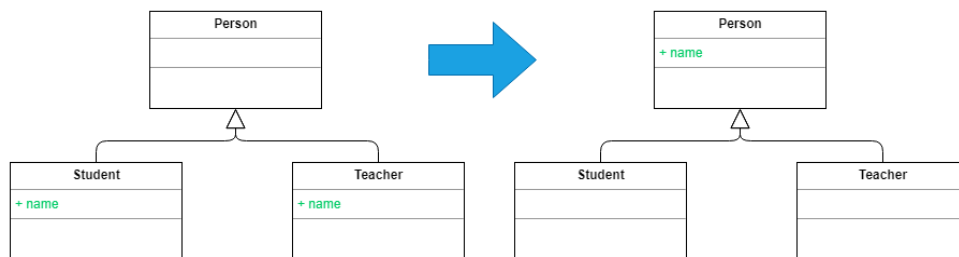 Person
Person
+ name
Student
Teacher
Student
Teacher
+ name
+ name